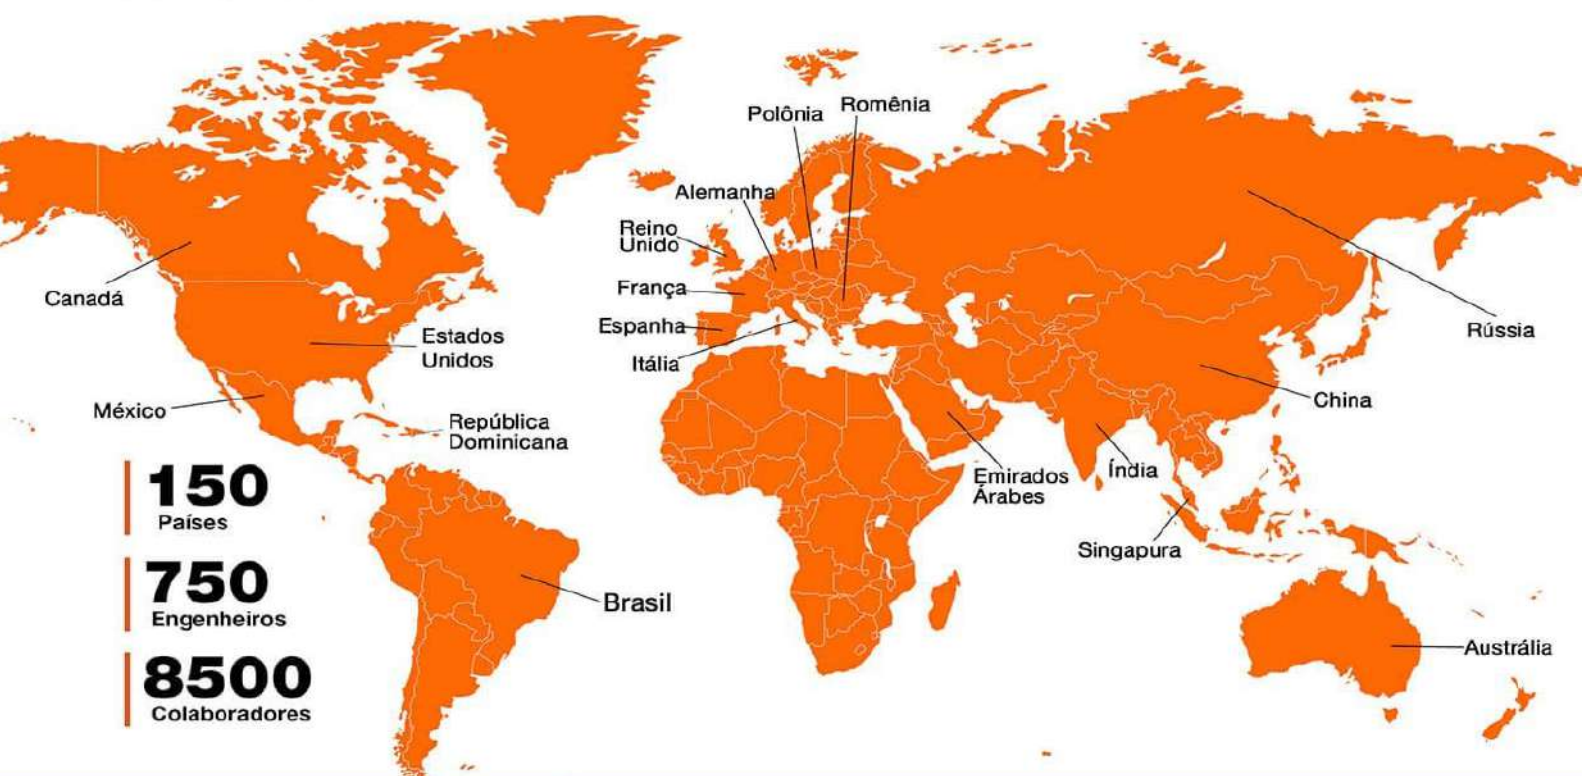 Polônia
Romênia
Alemanha
Reino
Unido
França
Espanha
Itália
Canadá
Estados
Unidos
México
República
Dominicana
Rússia
China
Índia
Emirados
Árabes
Singapura
Brasil
Austrália
150
Países
750
Engenheiros
8500
Colaboradores